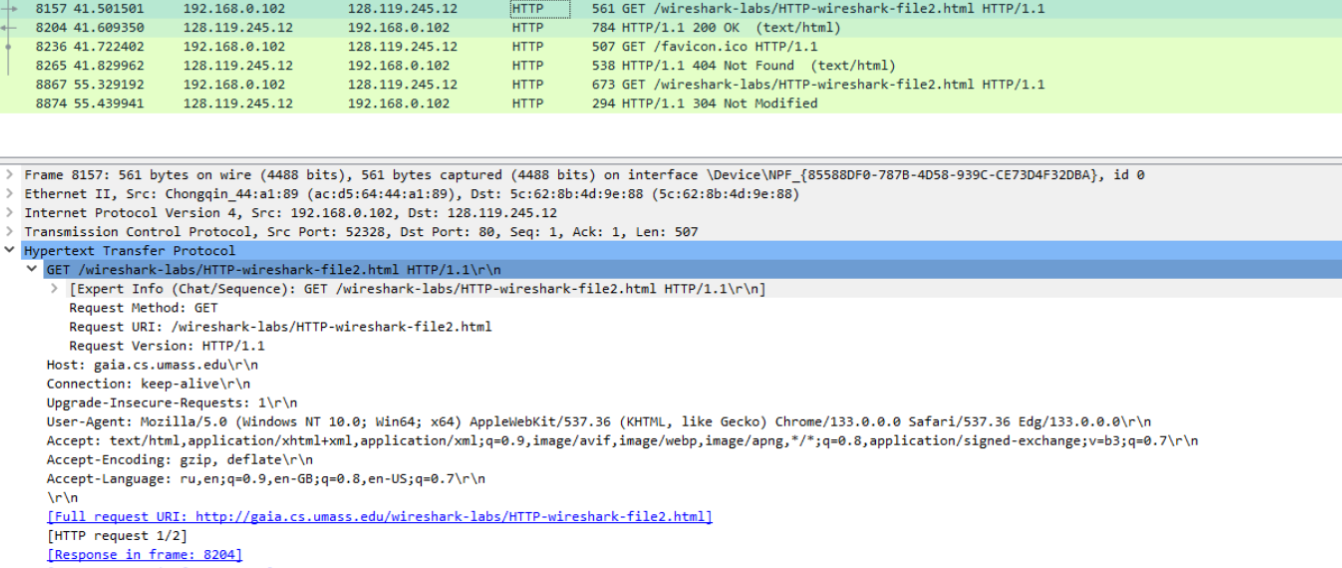 8157 41.501501 192.168.0.102 128.119.245.12 HTTP 561 GET /wireshark-labs/HTTP-wireshark-file2.html HTTP/1.1
8204 41.609350 128.119.245.12 192.168.0.102 HTTP 784 HTTP/1.1 200 OK (text/html)
8236 41.722402 192.168.0.102 128.119.245.12 HTTP 507 GET /favicon.ico HTTP/1.1
8265 41.829962 128.119.245.12 192.168.0.102 HTTP 538 HTTP/1.1 404 Not Found (text/html)
8867 55.329192 192.168.0.102 128.119.245.12 HTTP 673 GET /wireshark-labs/HTTP-wireshark-file2.html HTTP/1.1
8874 55.439941 128.119.245.12 192.168.0.102 HTTP 294 HTTP/1.1 304 Not Modified
Frame 8157: 561 bytes on wire (4488 bits), 561 bytes captured (4488 bits) on interface \Device\NPF_{85588DF0-787B-4D58-939C-CE73D4F32DBA}, id 0
Ethernet II, Src: Chongqin_44:a1:89 (ac:d5:64:44:a1:89), Dst: 5c:62:8b:4d:9e:88 (5c:62:8b:4d:9e:88)
Internet Protocol Version 4, Src: 192.168.0.102, Dst: 128.119.245.12
Transmission Control Protocol, Src Port: 52328, Dst Port: 80, Seq: 1, Ack: 1, Len: 507
Hypertext Transfer Protocol
GET /wireshark-labs/HTTP-wireshark-file2.html HTTP/1.1\r\n
[Expert Info (Chat/Sequence): GET /wireshark-labs/HTTP-wireshark-file2.html HTTP/1.1\r\n]
Request Method: GET
Request URI: /wireshark-labs/HTTP-wireshark-file2.html
Request Version: HTTP/1.1
Host: gaia.cs.umass.edu\r\n
Connection: keep-alive\r\n
Upgrade-Insecure-Requests: 1\r\n
User-Agent: Mozilla/5.0 (Windows NT 10.0; Win64; x64) AppleWebKit/537.36 (KHTML, like Gecko) Chrome/133.0.0.0 Safari/537.36 Edg/133.0.0.0\r\n
Accept: text/html,application/xhtml+xml,application/xml;q=0.9,image/avif,image/webp,image/apng,*/*;q=0.8,application/signed-exchange;v=b3;q=0.7\r\n
Accept-Encoding: gzip, deflate\r\n
Accept-Language: ru,en;q=0.9,en-GB;q=0.8,en-US;q=0.7\r\n
\r\n
[Full request URI: http://gaia.cs.umass.edu/wireshark-labs/HTTP-wireshark-file2.html]
[HTTP request 1/2]
[Response in frame: 8204]